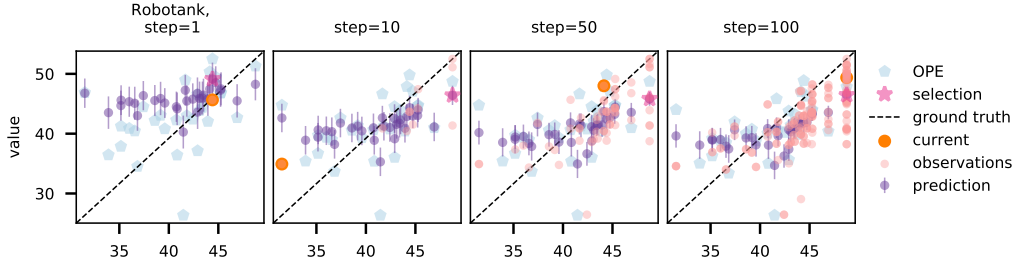 Robotank,
step=1
step=10
step=50
step=100
value
50
40
30
35
40
45
35
40
45
35
40
45
35
40
45
OPE
selection
ground truth
current
observations
prediction